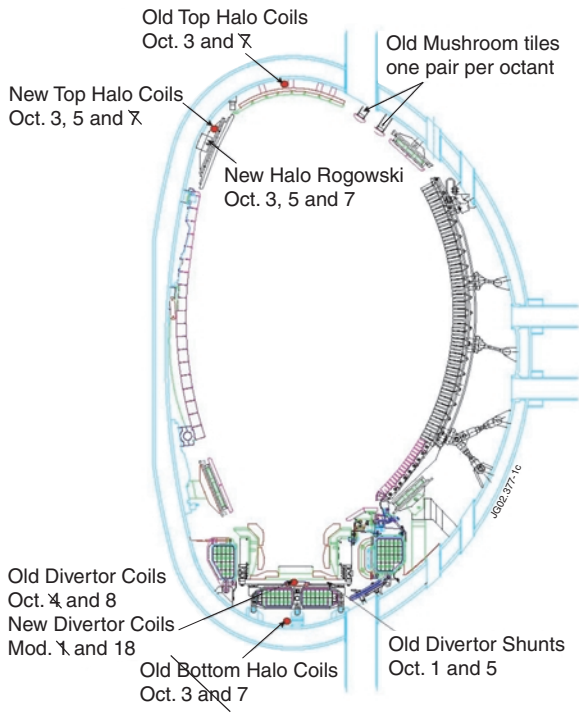 Old Top Halo Coils
Oct. 3 and 7
Old Mushroom tiles
one pair per octant
New Top Halo Coils
Oct. 3, 5 and 7
New Halo Rogowski
Oct. 3, 5 and 7
JG02.377-1c
Old Divertor Coils
Oct. 4 and 8
New Divertor Coils
Mod. 1 and 18
Old Bottom Halo Coils
Oct. 3 and 7
Old Divertor Shunts
Oct. 1 and 5